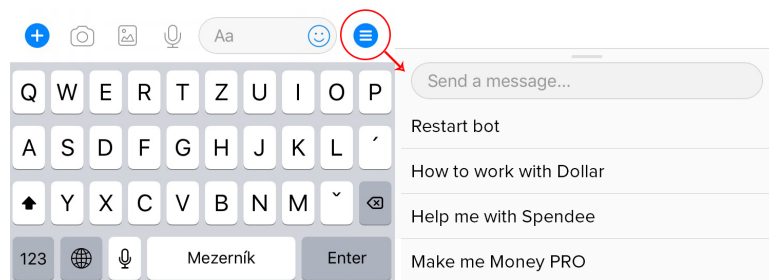 Aa
Q W E R T Z U I O P
A S D F G H J K L ´
Y X C V B N M ˇ
123 Mezerník Enter
Send a message...
Restart bot
How to work with Dollar
Help me with Spendee
Make me Money PRO